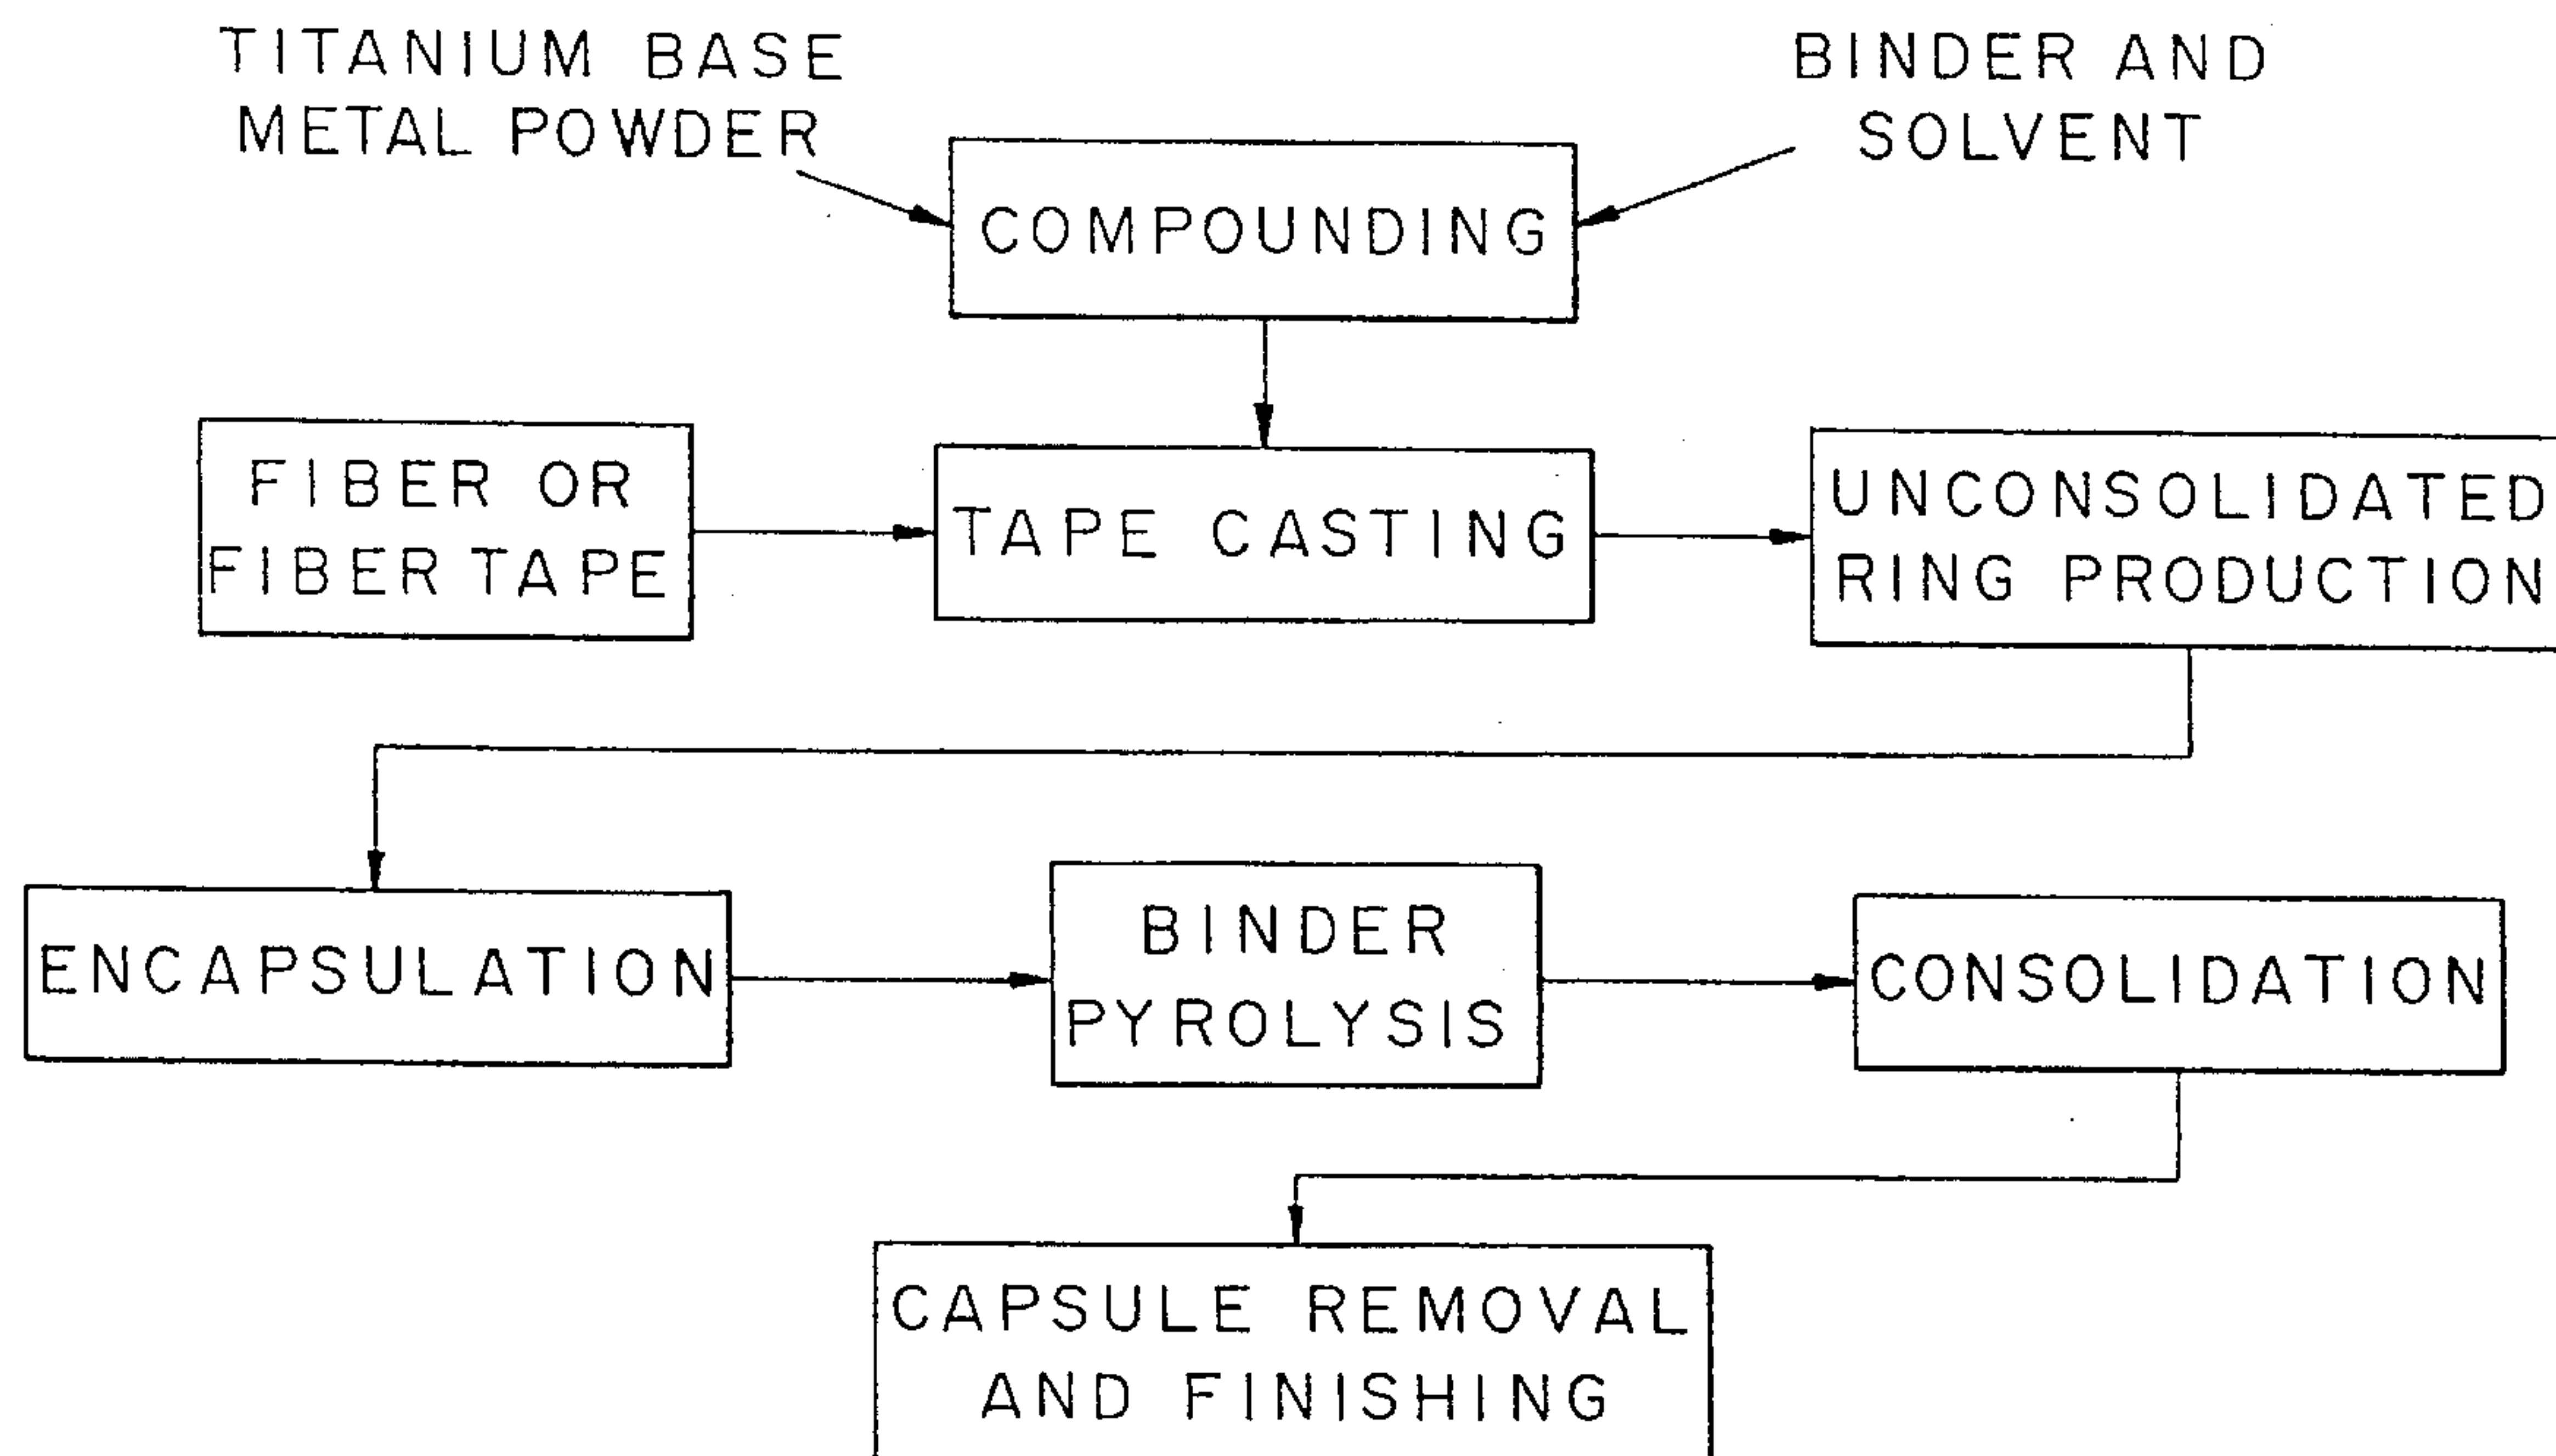 TITANIUM BASE
METAL POWDER
BINDER AND
SOLVENT
COMPOUNDING
FIBER OR
FIBER TAPE
TAPE CASTING
UNCONSOLIDATED
RING PRODUCTION
ENCAPSULATION
BINDER
PYROLYSIS
CONSOLIDATION
CAPSULE REMOVAL
AND FINISHING